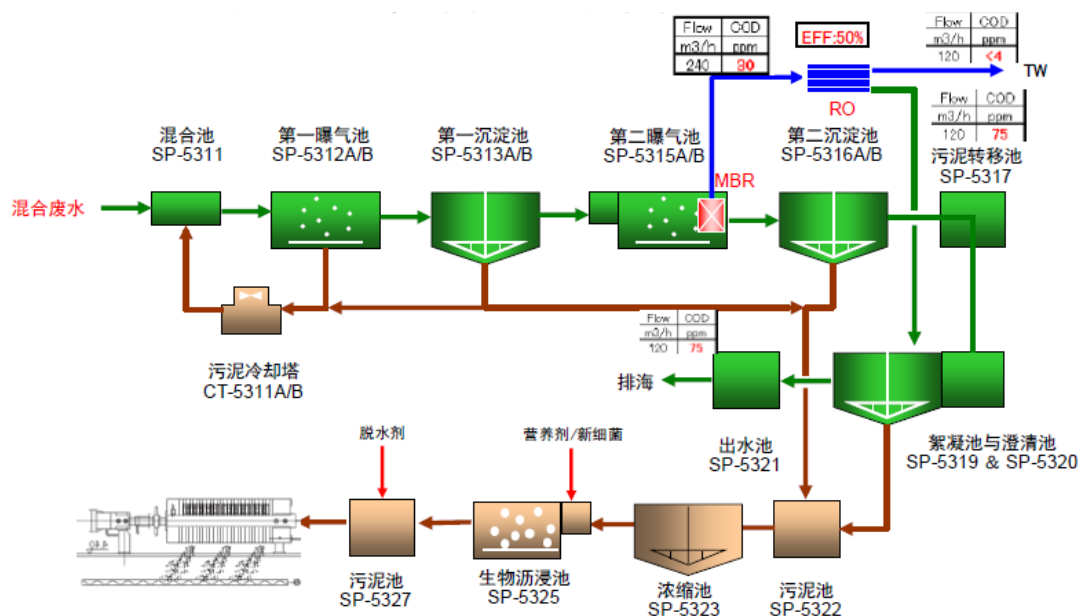 Flow COD
m3/h ppm
240 30
EFF:50%
Flow COD
m3/h ppm
120 <4
TW
RO
Flow COD
m3/h ppm
120 75
混合池
SP-5311
第一曝气池
SP-5312A/B
第一沉淀池
SP-5313A/B
第二曝气池
SP-5315A/B
第二沉淀池
SP-5316A/B
污泥转移池
SP-5317
MBR
混合废水
污泥冷却塔
CT-5311A/B
Flow COD
m3/h ppm
120 75
排海
出水池
SP-5321
絮凝池与澄清池
SP-5319 & SP-5320
脱水剂
营养剂/新细菌
污泥池
SP-5327
生物沥浸池
SP-5325
浓缩池
SP-5323
污泥池
SP-5322